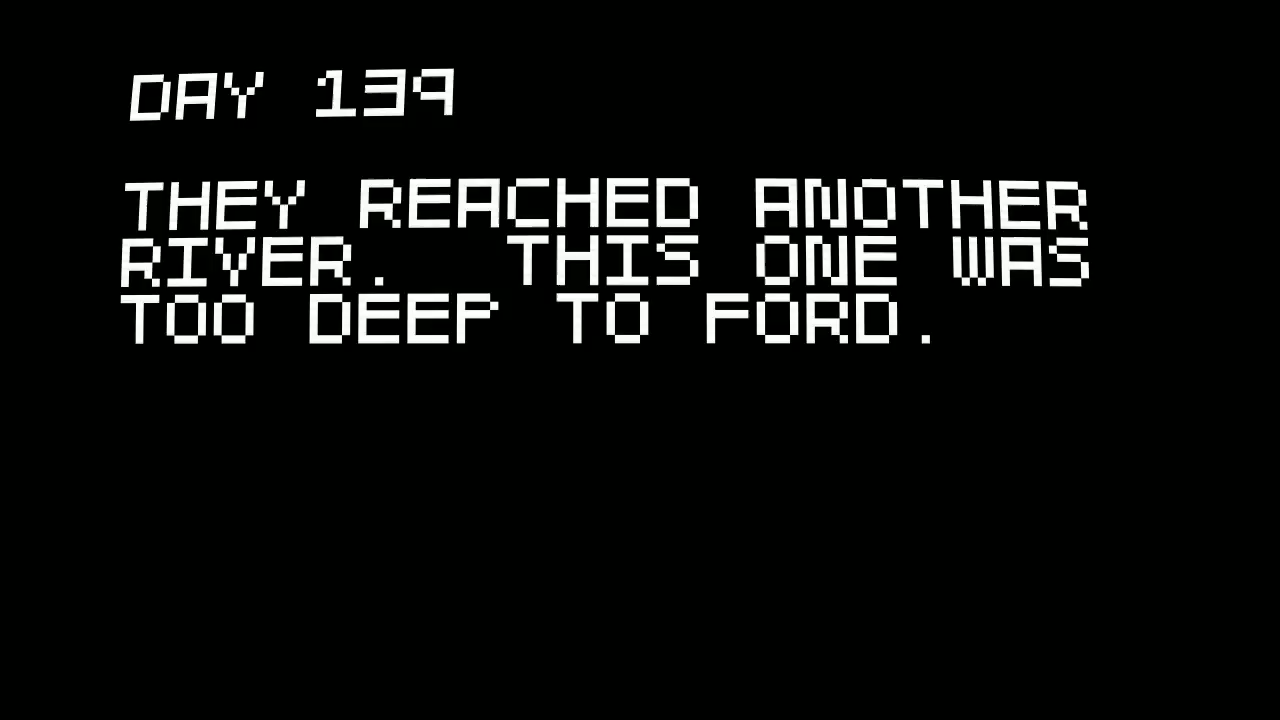 DAY 139
THEY REACHED ANOTHER
RIVER.  THIS ONE WAS
TOO DEEP TO FORD.